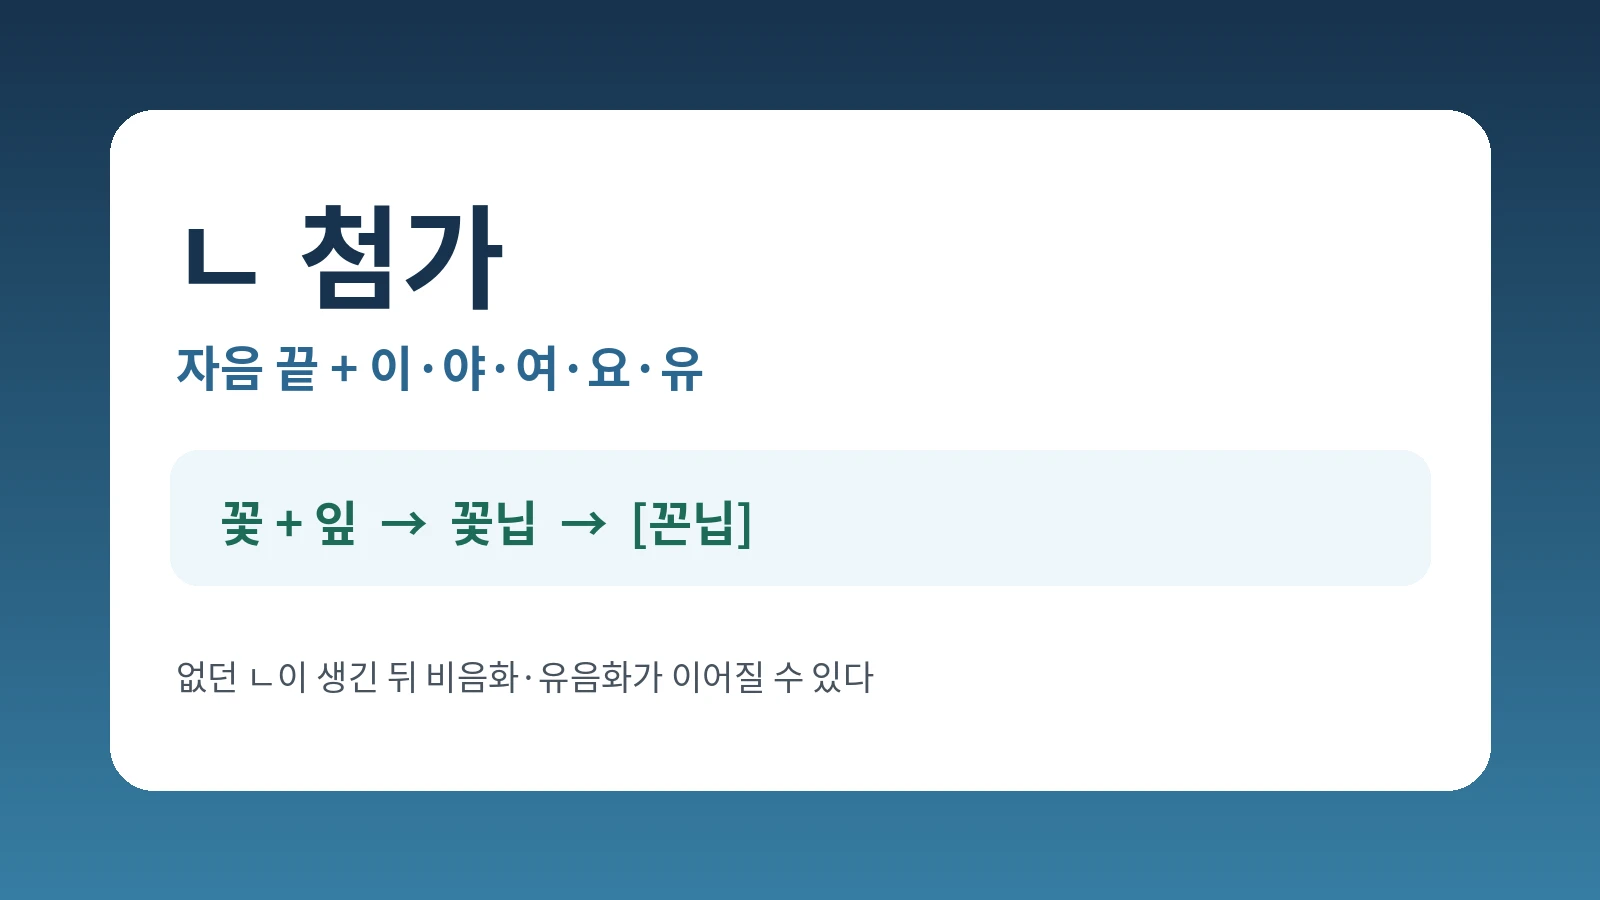 ㄴ 첨가
자음 끝 + 이·야·여·요·유
꽃 + 잎 → 꽃닢 → [꼰닙]
없던 ㄴ이 생긴 뒤 비음화·유음화가 이어질 수 있다